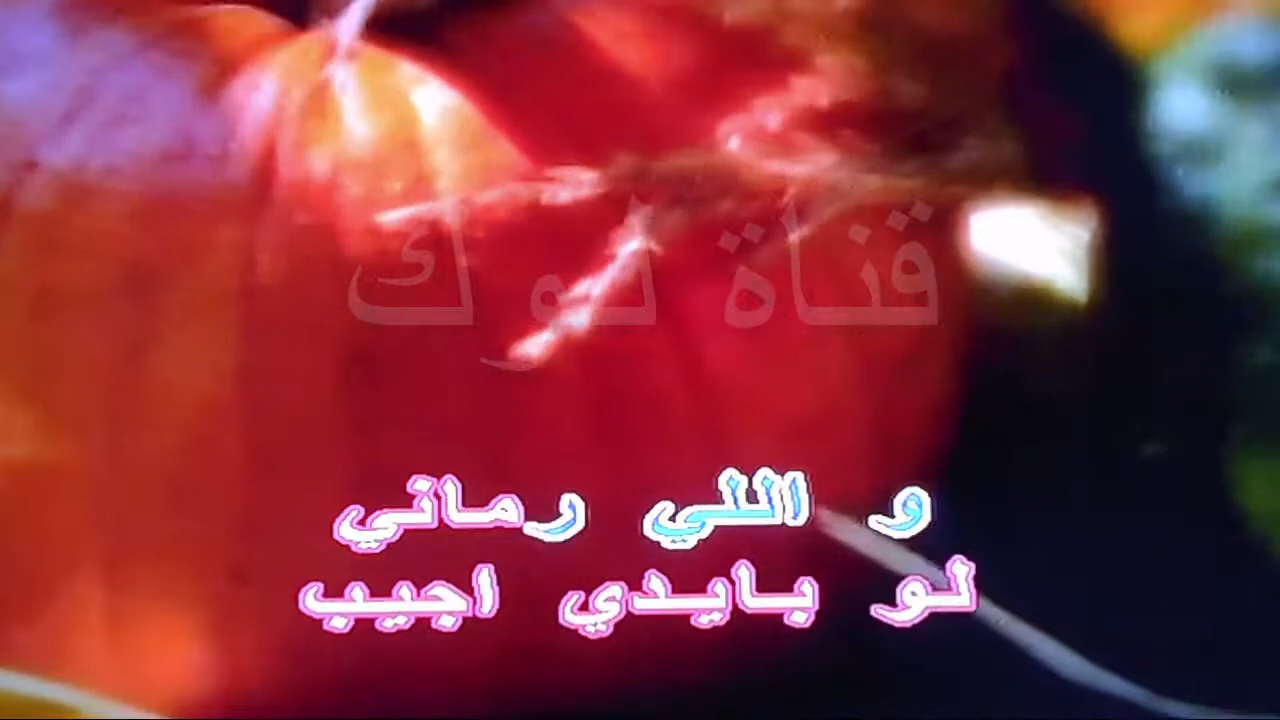 قناة لوك
و اللي رماني
لو بايدي اجيب